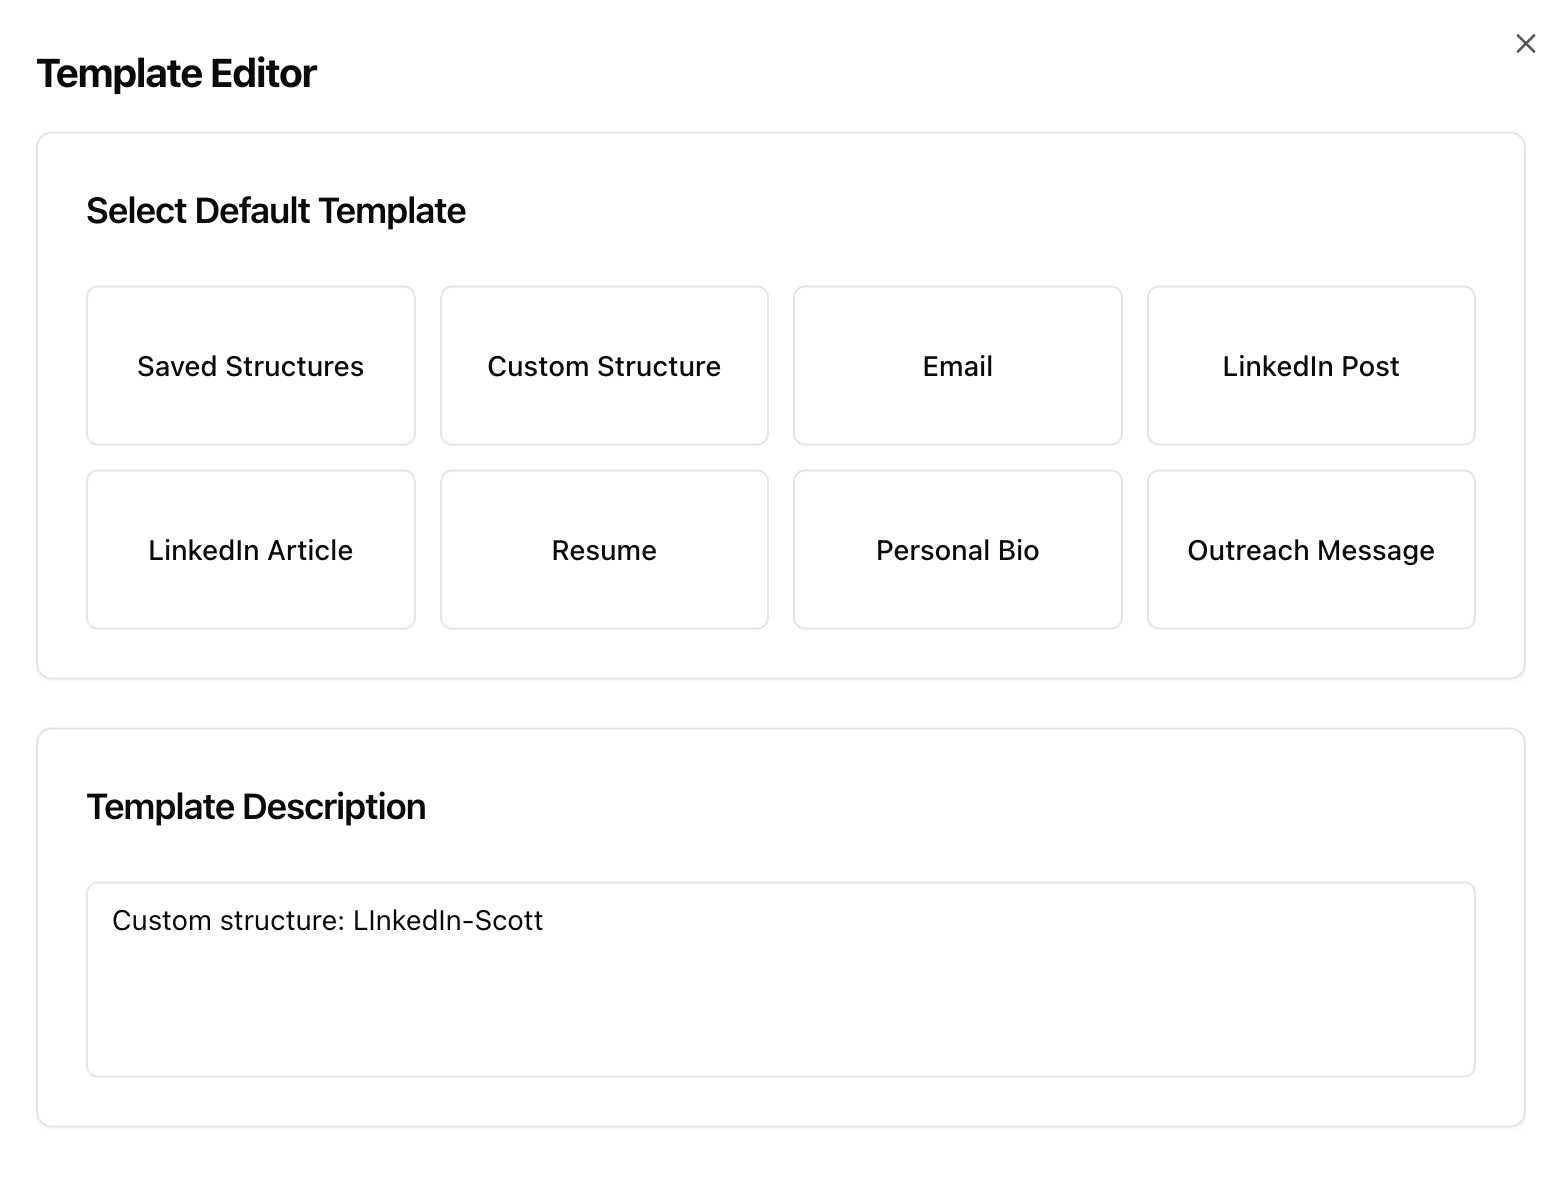 Template Editor
Select Default Template
Saved Structures
Custom Structure
Email
LinkedIn Post
LinkedIn Article
Resume
Personal Bio
Outreach Message
Template Description
Custom structure: LInkedIn-Scott